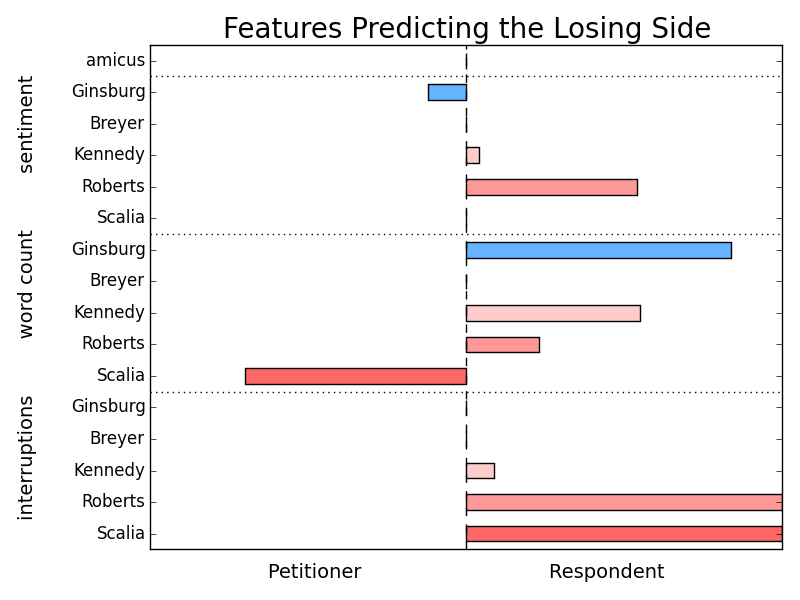 Features Predicting the Losing Side
amicus
sentiment
Ginsburg
Breyer
Kennedy
Roberts
Scalia
word count
Ginsburg
Breyer
Kennedy
Roberts
Scalia
interruptions
Ginsburg
Breyer
Kennedy
Roberts
Scalia
Petitioner Respondent